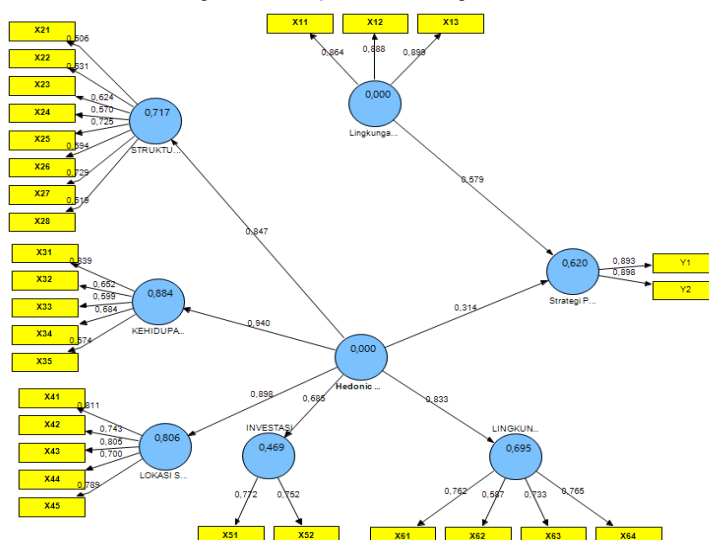 X21
X22
X23
X24
X25
X26
X27
X28
0,606
0,531
0,624
0,570
0,725
0,594
0,729
0,519
0,717
STRUKTU...
X11
X12
X13
0,864
0,888
0,899
0,000
Lingkunga...
0,579
0,847
X31
X32
X33
X34
X35
0,839
0,652
0,599
0,684
0,574
0,884
KEHIDUPA...
0,940
0,620
Strategi P...
0,893
0,898
Y1
Y2
0,314
0,000
Hedonic ...
X41
X42
X43
X44
X45
0,811
0,743
0,805
0,700
0,789
0,806
LOKASI S...
0,898
0,685
0,833
INVESTASI
0,469
0,772
0,752
X51
X52
LINGKUN...
0,695
0,762
0,587
0,733
0,765
X61
X62
X63
X64